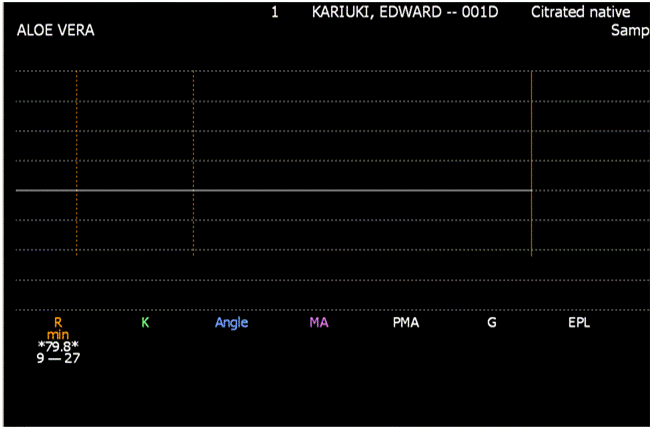 1 KARIUKI, EDWARD -- 001D Citrated native
ALOE VERA Samp
R K Angle MA PMA G EPL
min
*79.8*
9 — 27